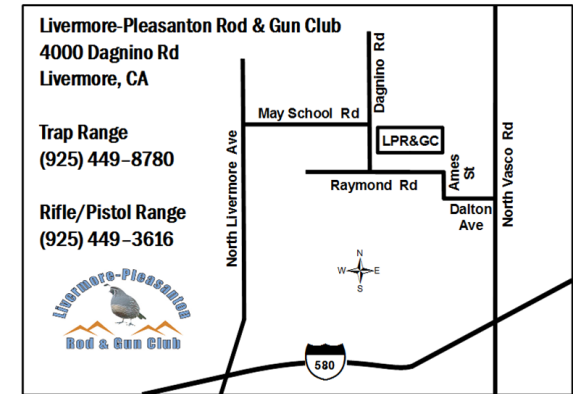 Livermore-Pleasanton Rod & Gun Club
4000 Dagnino Rd
Livermore, CA
Trap Range
(925) 449-8780
Rifle/Pistol Range
(925) 449-3616
Livermore-Pleasanton
Rod & Gun Club
North Livermore Ave
May School Rd
Dagnino Rd
LPR&GC
Raymond Rd
Ames
St
Dalton
Ave
North Vasco Rd
N
W E
S
580